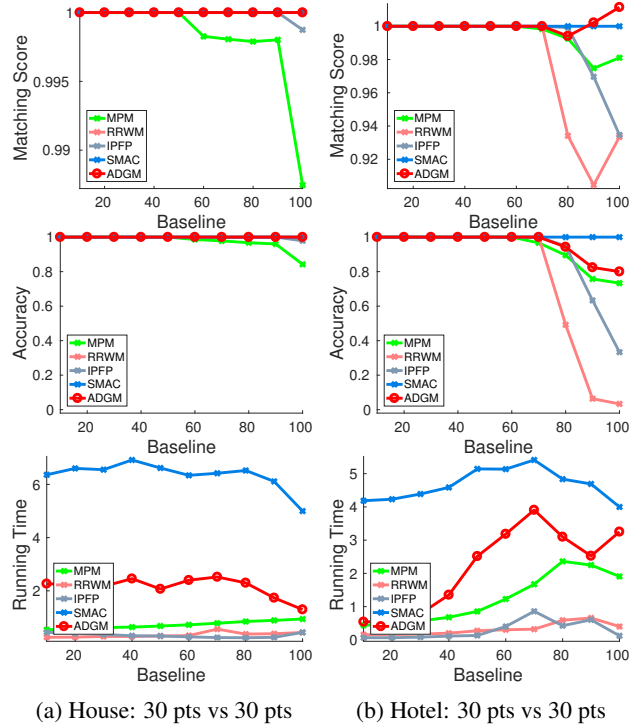 1
0.995
0.99
Matching Score
MPM
RRWM
IPFP
SMAC
ADGM
20 40 60 80 100
Baseline
1
0.98
0.96
0.94
0.92
Matching Score
MPM
RRWM
IPFP
SMAC
ADGM
20 40 60 80 100
Baseline
1
0.8
0.6
0.4
0.2
0
Accuracy
MPM
RRWM
IPFP
SMAC
ADGM
20 40 60 80 100
Baseline
1
0.8
0.6
0.4
0.2
0
Accuracy
MPM
RRWM
IPFP
SMAC
ADGM
20 40 60 80 100
Baseline
6
4
2
Running Time
MPM
RRWM
IPFP
SMAC
ADGM
20 40 60 80 100
Baseline
5
4
3
2
1
0
Running Time
MPM
RRWM
IPFP
SMAC
ADGM
20 40 60 80 100
Baseline
(a) House: 30 pts vs 30 pts
(b) Hotel: 30 pts vs 30 pts